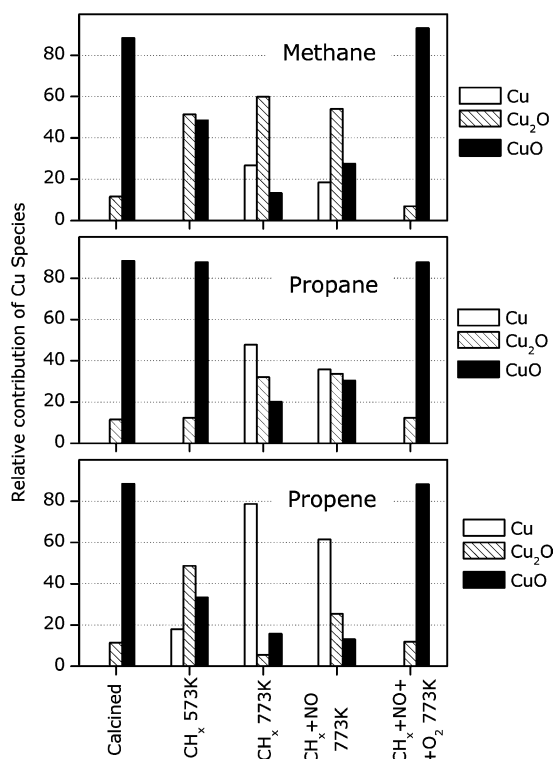 Relative contribution of Cu Species
Methane
80
60
40
20
0
Cu
Cu₂O
CuO
Propane
80
60
40
20
0
Cu
Cu₂O
CuO
Propene
80
60
40
20
0
Cu
Cu₂O
CuO
Calcined
CHₓ 573K
CHₓ 773K
CHₓ+NO
773K
CHₓ+NO+
+O₂ 773K